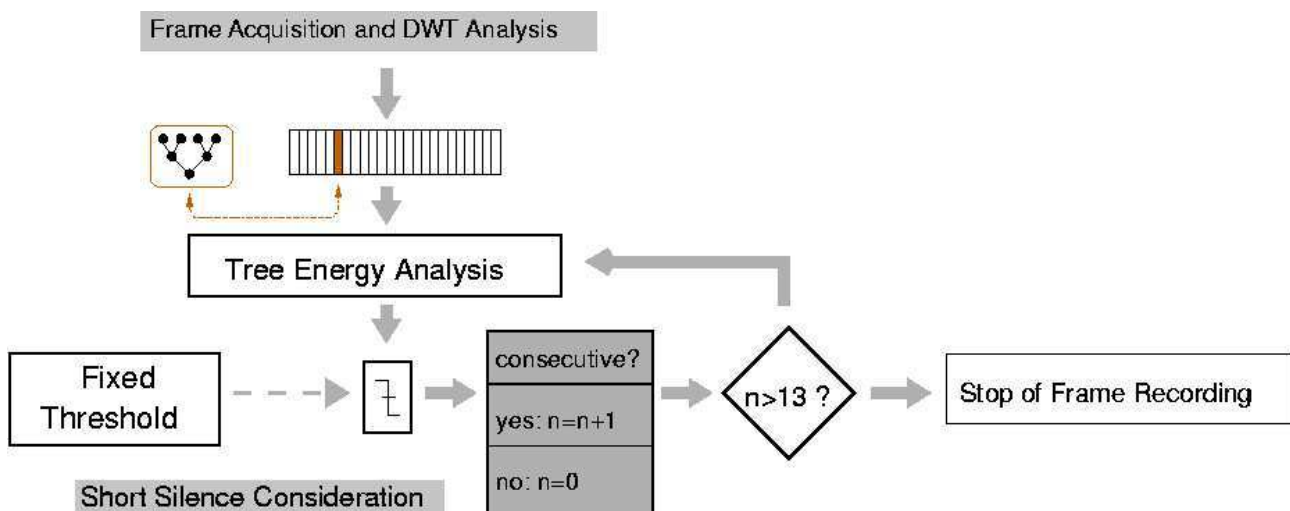 Frame Acquisition and DWT Analysis
Tree Energy Analysis
Fixed
Threshold
consecutive?
yes: n=n+1
no: n=0
n>13 ?
Stop of Frame Recording
Short Silence Consideration